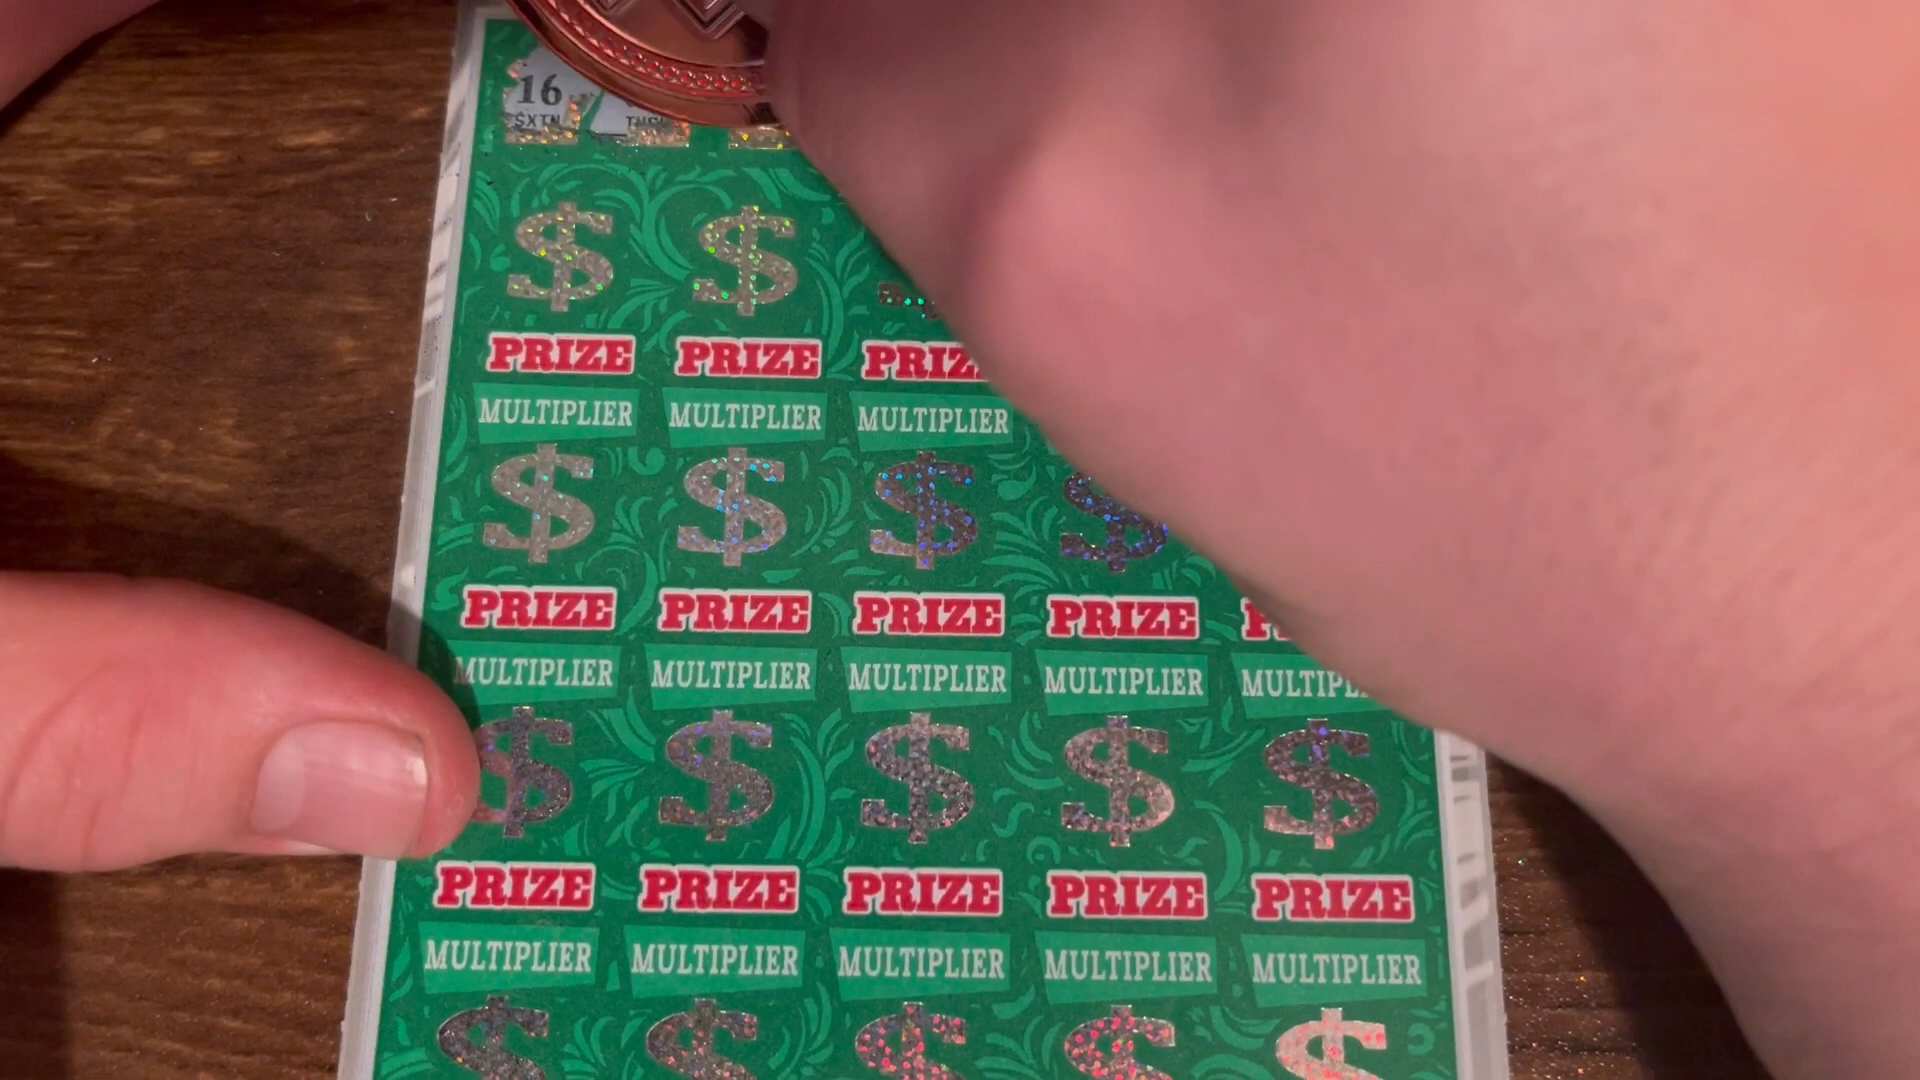 16
SXTN
PRIZE PRIZE
MULTIPLIER MULTIPLIER MULTIPLIER
PRIZE PRIZE PRIZE PRIZE
MULTIPLIER MULTIPLIER MULTIPLIER MULTIPLIER
PRIZE PRIZE PRIZE PRIZE PRIZE
MULTIPLIER MULTIPLIER MULTIPLIER MULTIPLIER MULTIPLIER